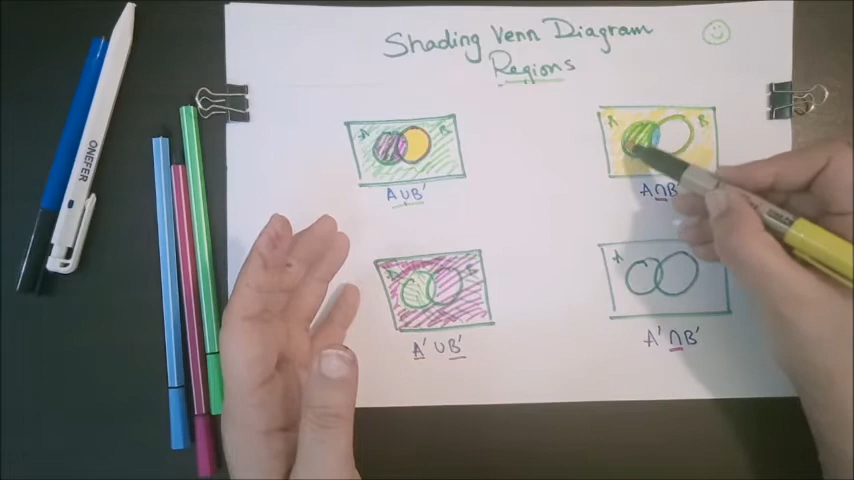 Shading Venn Diagram
Regions
A B
A B
A∪B'
A∩B
A B
A
A' ∪ B'
A' ∩ B'
ONEFER